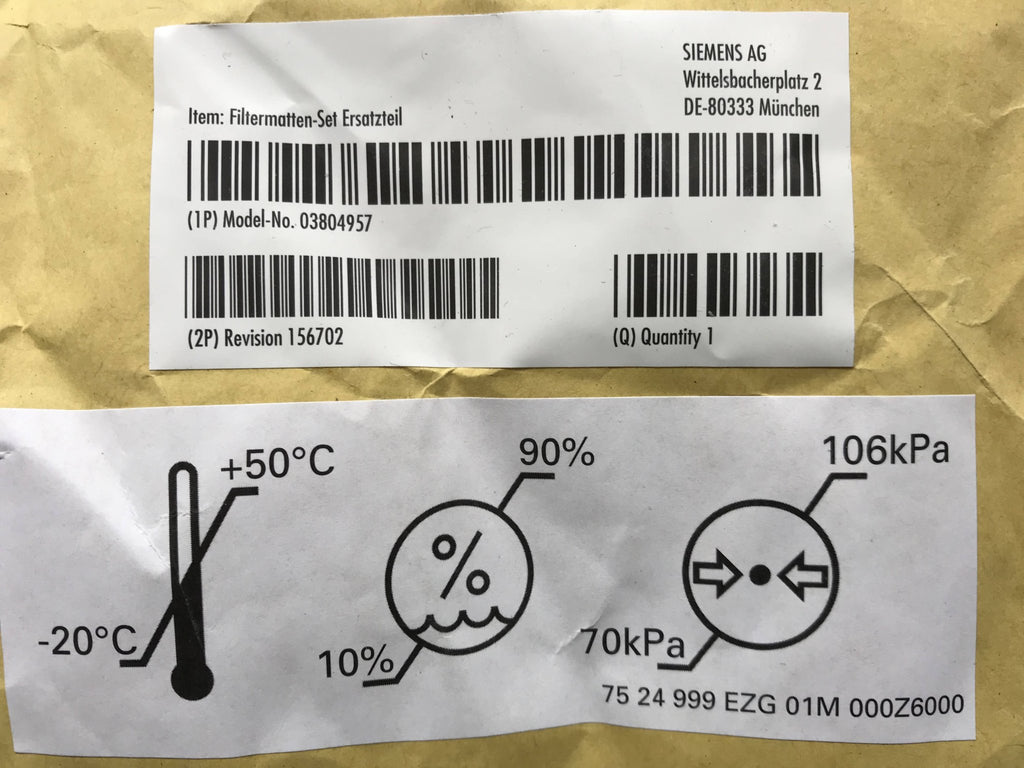 SIEMENS AG
Wittelsbacherplatz 2
DE-80333 München
Item: Filtermatten-Set Ersatzteil
(1P) Model-No. 03804957
(2P) Revision 156702
(Q) Quantity 1
+50°C
-20°C
90%
%
10%
106kPa
70kPa
75 24 999 EZG 01M 000Z6000